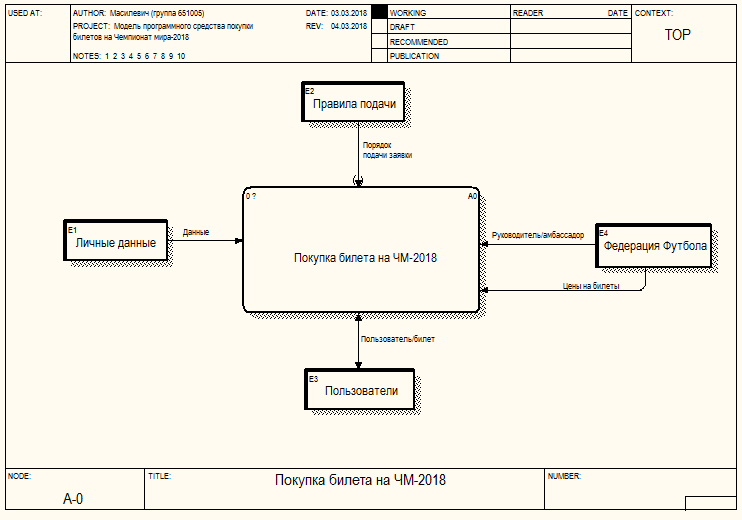 USED AT:
AUTHOR: Масилевич (группа 651005)
DATE: 03.03.2018
PROJECT: Модель программного средства покупки
билетов на Чемпионат мира-2018
REV: 04.03.2018
NOTES: 1 2 3 4 5 6 7 8 9 10
WORKING
DRAFT
RECOMMENDED
PUBLICATION
READER
DATE
CONTEXT:
TOP
E2
Правила подачи
Порядок
подачи заявки
0 ?
A0
E1
Личные данные
Данные
Покупка билета на ЧМ-2018
Руководитель/амбассадор
E4
Федерация Футбола
Цены на билеты
Пользователь/билет
E3
Пользователи
NODE:
A-0
TITLE:
Покупка билета на ЧМ-2018
NUMBER: